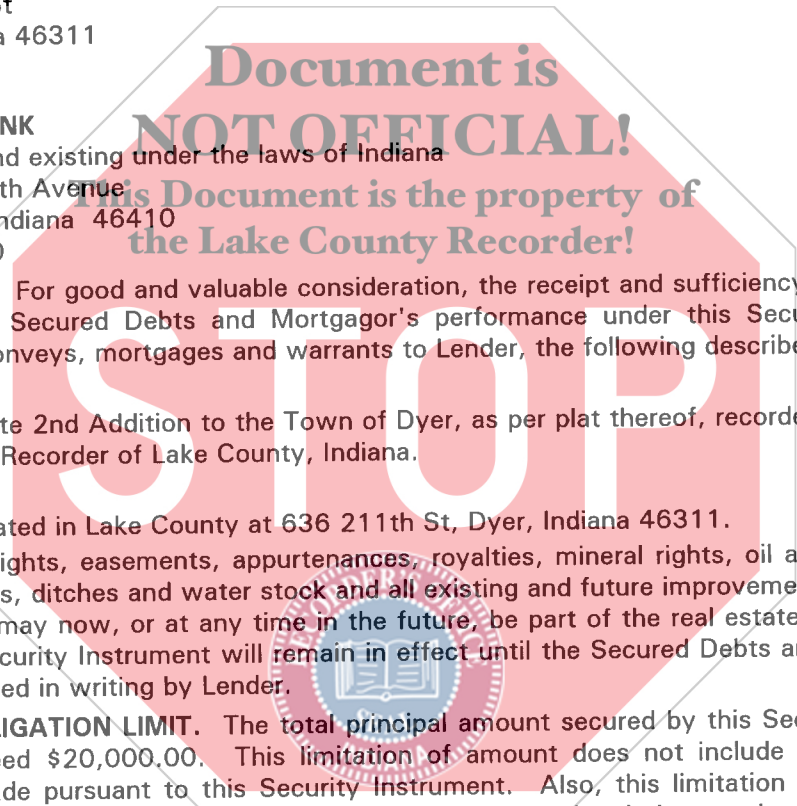 a 46311
Document is
NOT OFFICIAL!
This Document is the property of
the Lake County Recorder!
NK
nd existing under the laws of Indiana
th Avenue
ndiana 46410
For good and valuable consideration, the receipt and sufficiency
Secured Debts and Mortgagor's performance under this Secu
onveys, mortgages and warrants to Lender, the following describe
STOP
te 2nd Addition to the Town of Dyer, as per plat thereof, recorde
Recorder of Lake County, Indiana.
ated in Lake County at 636 211th St, Dyer, Indiana 46311.
ights, easements, appurtenances, royalties, mineral rights, oil a
s, ditches and water stock and all existing and future improveme
may now, or at any time in the future, be part of the real estate
curity Instrument will remain in effect until the Secured Debts a
ed in writing by Lender.
RECORDER'S OFFICE
INDIANA
LIGATION LIMIT. The total principal amount secured by this Sec
eed $20,000.00. This limitation of amount does not include
de pursuant to this Security Instrument. Also, this limitation